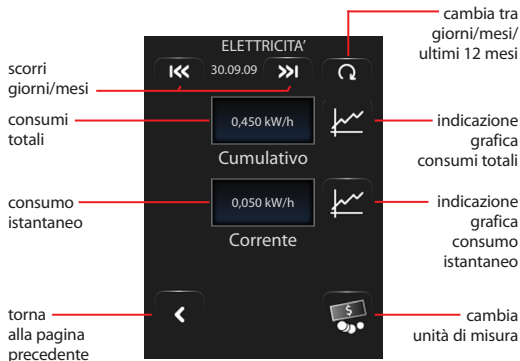 cambia tra
giorni/mesi/
ultimi 12 mesi
ELETTRICITA’
30.09.09
scorri
giorni/mesi
consumi
totali
0,450 kW/h
Cumulativo
indicazione
grafica
consumi totali
consumo
istantaneo
0,050 kW/h
Corrente
indicazione
grafica
consumo
istantaneo
torna
alla pagina
precedente
$
cambia
unità di misura